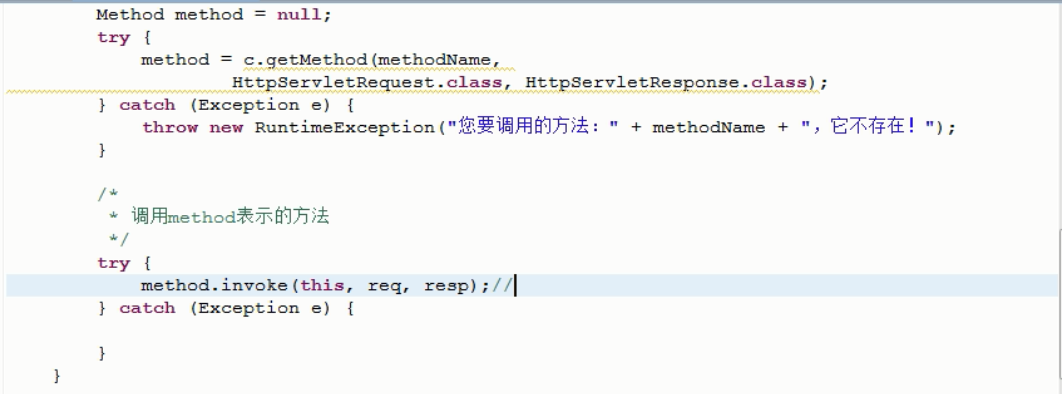 Method method = null;
try {
method = c.getMethod(methodName,
HttpServletRequest.class, HttpServletResponse.class);
} catch (Exception e) {
throw new RuntimeException("您要调用的方法：" + methodName + "，它不存在！");
}
/*
* 调用method表示的方法
*/
try {
method.invoke(this, req, resp);//
} catch (Exception e) {
}
}